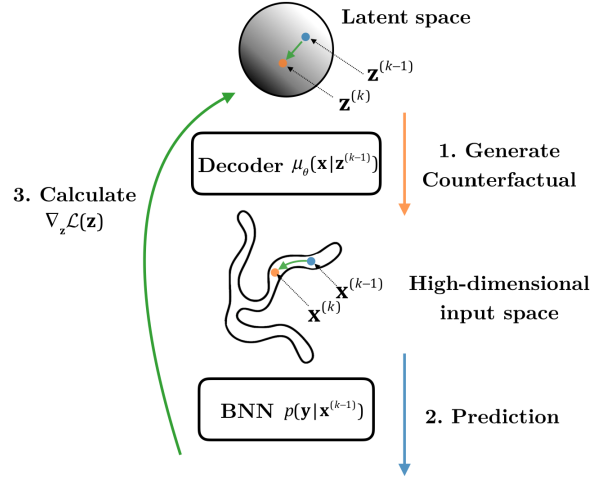 Latent space
𝐳^(k−1)
𝐳^(k)
Decoder μ_θ(𝐱|𝐳^(k−1))
1. Generate
Counterfactual
3. Calculate
∇_𝐳ℒ(𝐳)
𝐱^(k−1)
𝐱^(k)
High-dimensional
input space
BNN p(𝐲|𝐱^(k−1))
2. Prediction